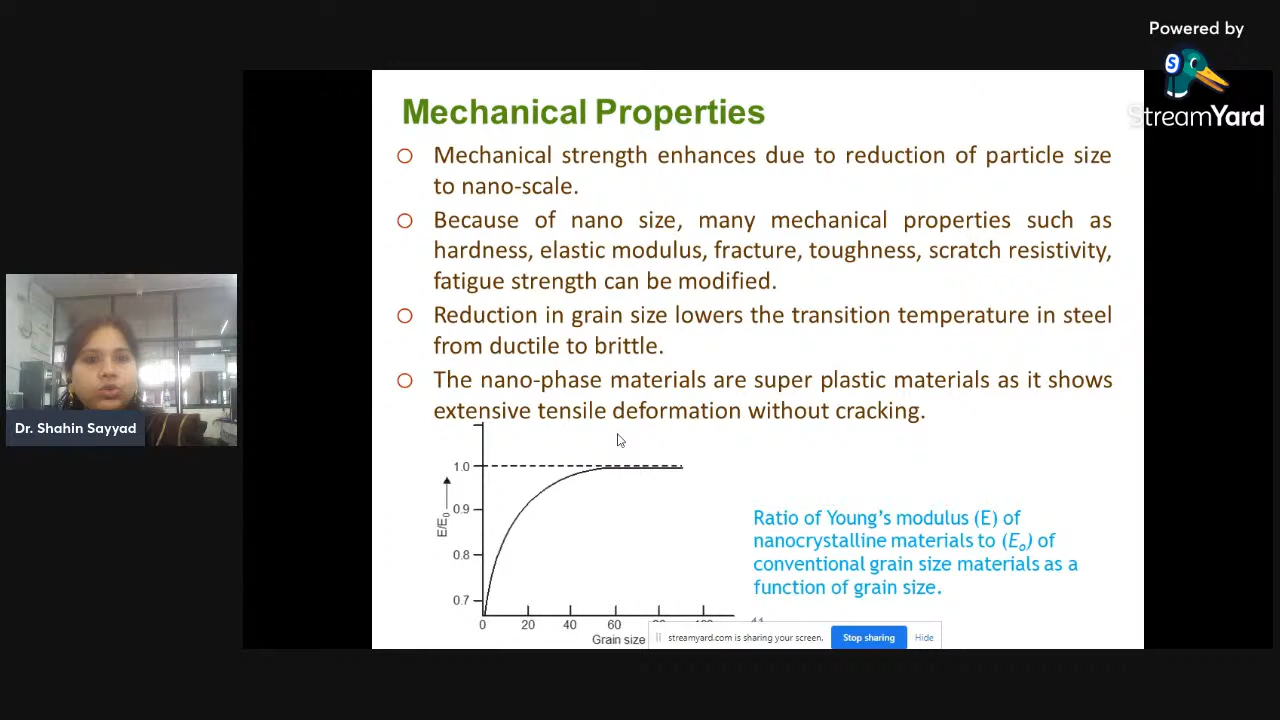 Powered by
StreamYard
Mechanical Properties
Mechanical strength enhances due to reduction of particle size
to nano-scale.
Because of nano size, many mechanical properties such as
hardness, elastic modulus, fracture, toughness, scratch resistivity,
fatigue strength can be modified.
Reduction in grain size lowers the transition temperature in steel
from ductile to brittle.
The nano-phase materials are super plastic materials as it shows
extensive tensile deformation without cracking.
Dr. Shahin Sayyad
1.0
0.9
0.8
0.7
E/E₀
0 20 40 60
Grain size
Ratio of Young's modulus (E) of
nanocrystalline materials to (Eₒ) of
conventional grain size materials as a
function of grain size.
streamyard.com is sharing your screen.
Stop sharing
Hide